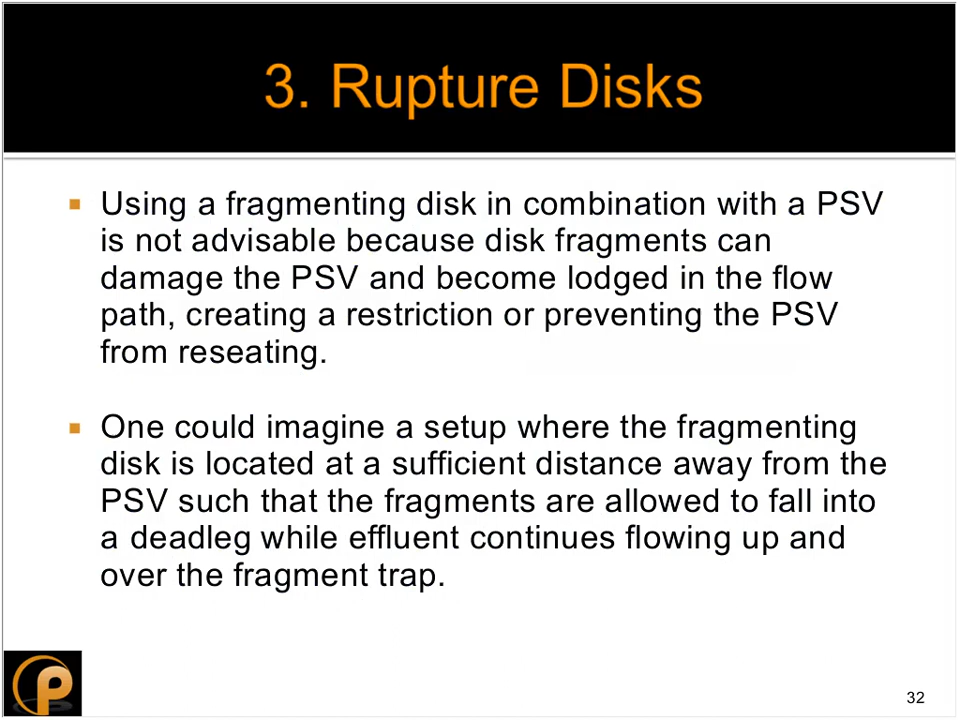 3. Rupture Disks
Using a fragmenting disk in combination with a PSV
is not advisable because disk fragments can
damage the PSV and become lodged in the flow
path, creating a restriction or preventing the PSV
from reseating.
One could imagine a setup where the fragmenting
disk is located at a sufficient distance away from the
PSV such that the fragments are allowed to fall into
a deadleg while effluent continues flowing up and
over the fragment trap.
p
32